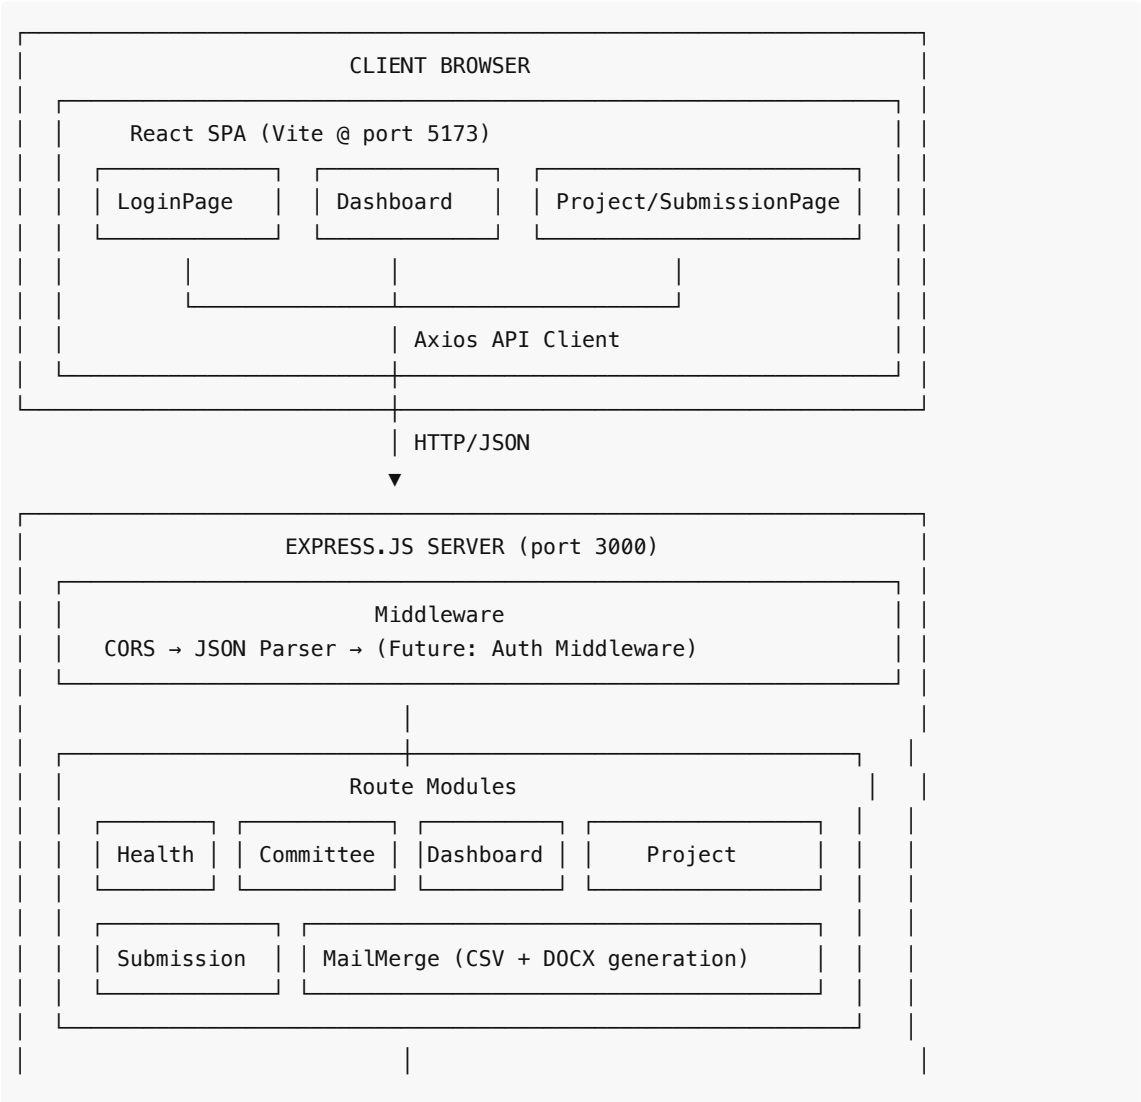 CLIENT BROWSER
React SPA (Vite @ port 5173)
LoginPage Dashboard Project/SubmissionPage
Axios API Client
HTTP/JSON
▼
EXPRESS.JS SERVER (port 3000)
Middleware
CORS → JSON Parser → (Future: Auth Middleware)
Route Modules
Health Committee Dashboard Project
Submission MailMerge (CSV + DOCX generation)